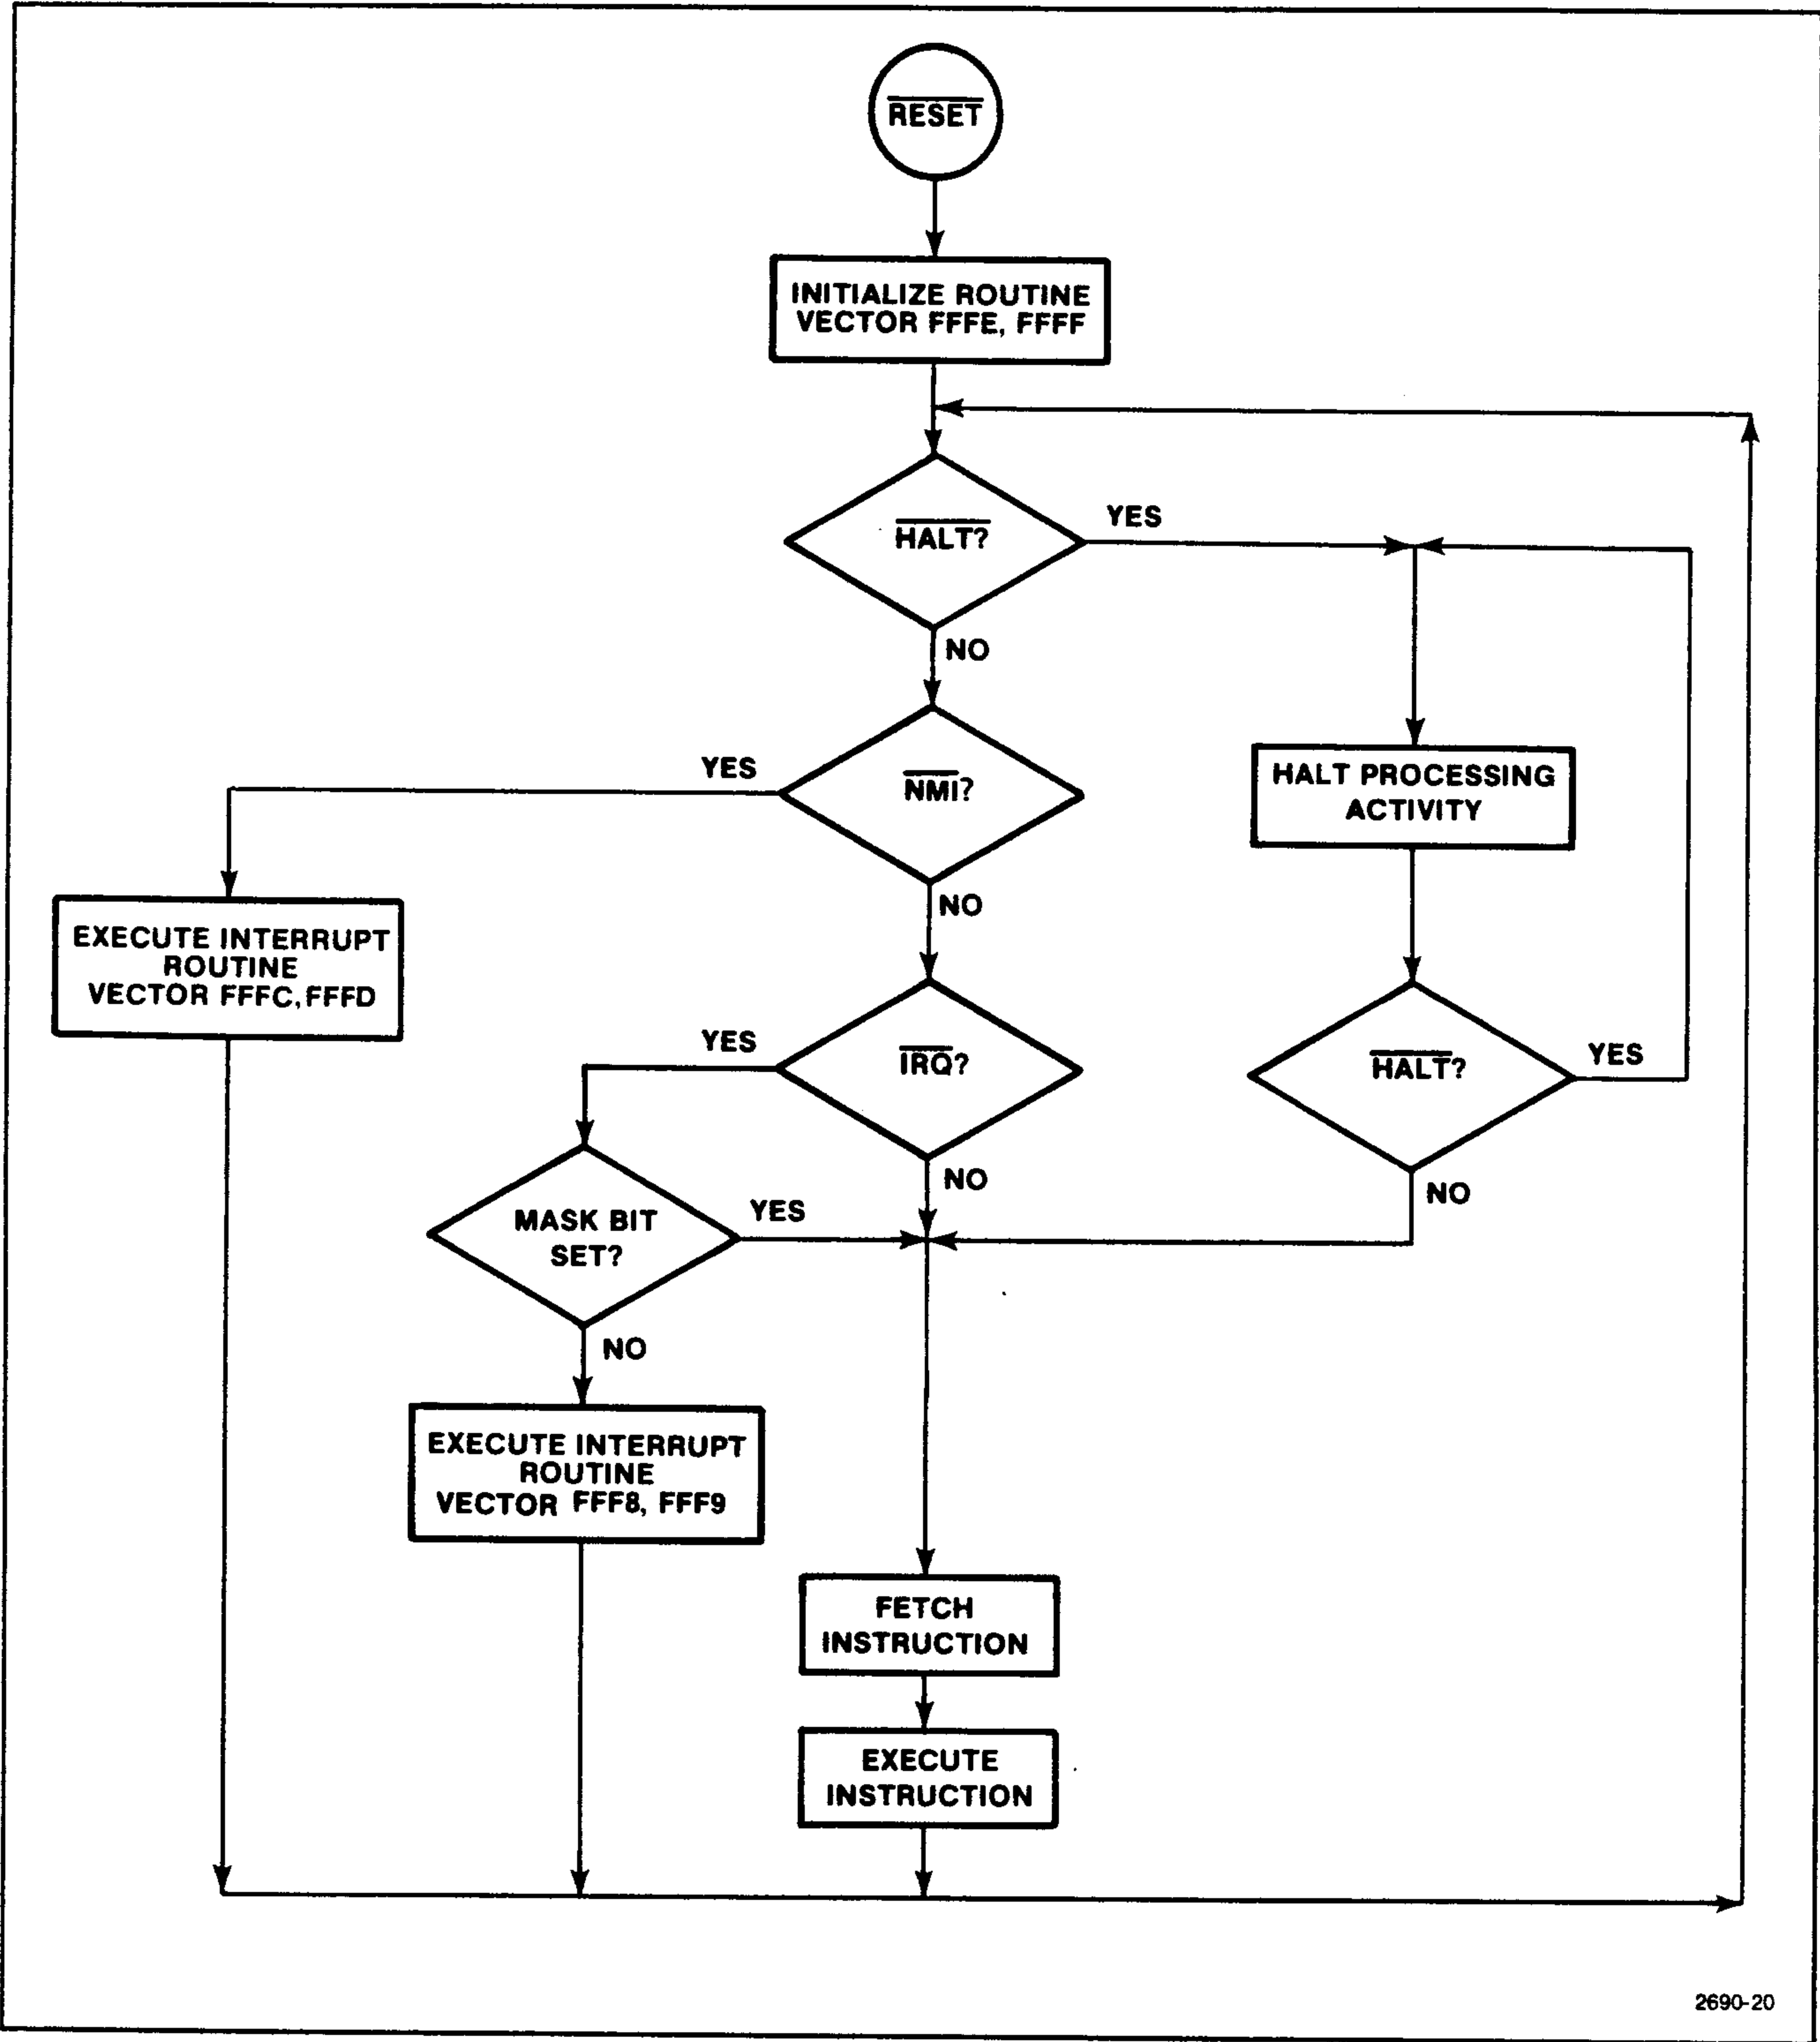 RESET
INITIALIZE ROUTINE
VECTOR FFFE, FFFF
HALT?
YES
NO
NMI?
YES
NO
HALT PROCESSING
ACTIVITY
EXECUTE INTERRUPT
ROUTINE
VECTOR FFFC, FFFD
IRQ?
YES
NO
HALT?
YES
NO
MASK BIT
SET?
YES
NO
EXECUTE INTERRUPT
ROUTINE
VECTOR FFF8, FFF9
FETCH
INSTRUCTION
EXECUTE
INSTRUCTION
2690-20